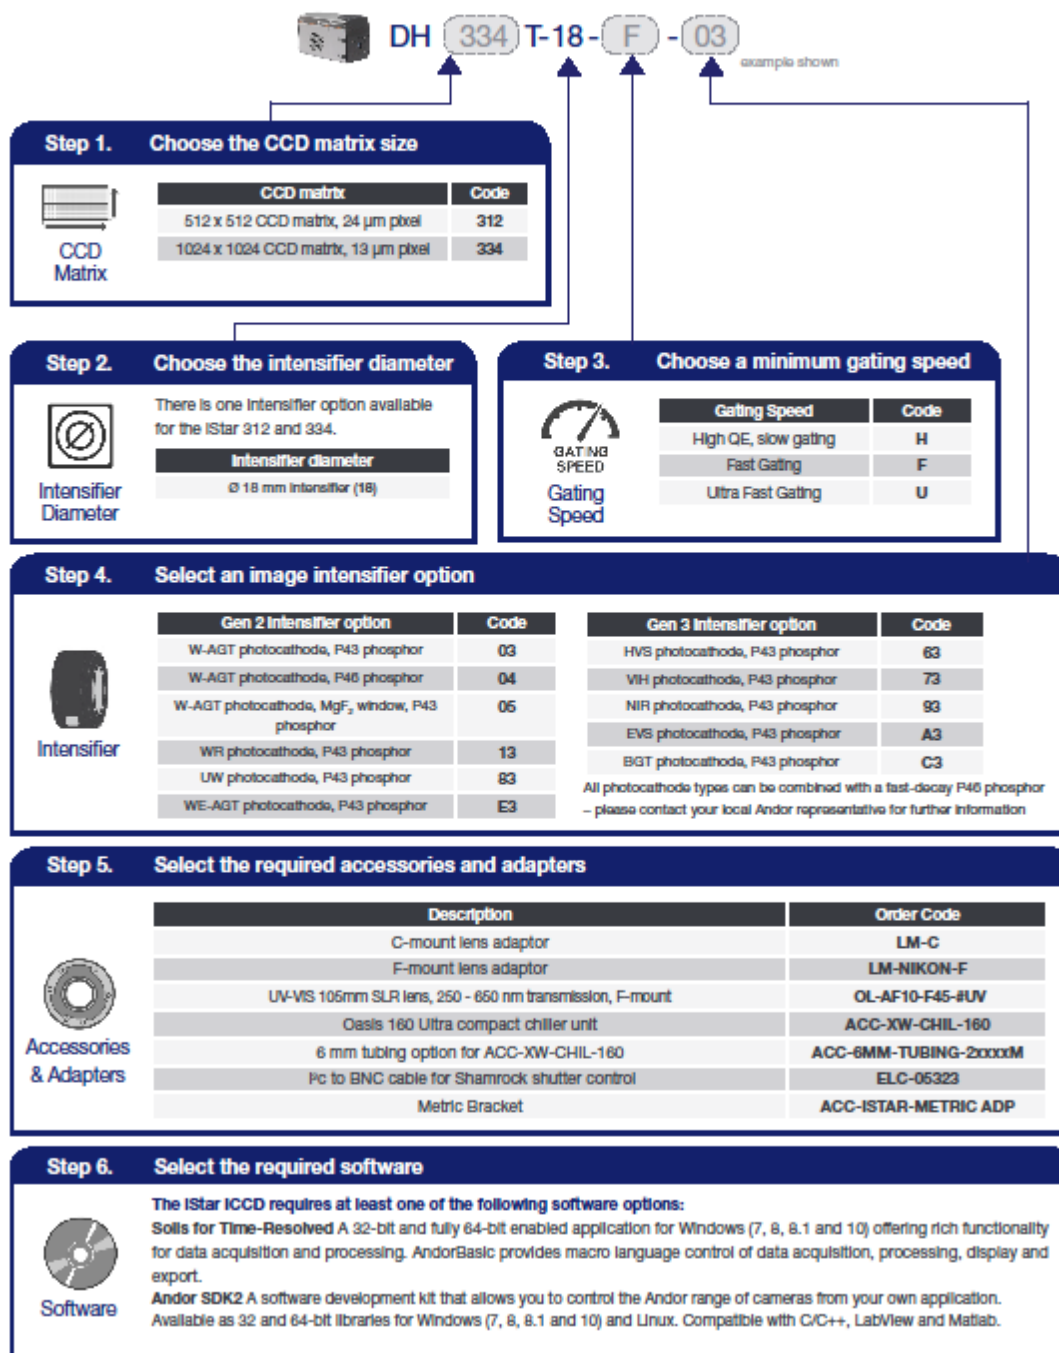 DH 334 T-18 - F - 03
example shown
Step 1. Choose the CCD matrix size
CCD Matrix
CCD matrix Code
512 x 512 CCD matrix, 24 µm pixel 312
1024 x 1024 CCD matrix, 13 µm pixel 334
Step 2. Choose the intensifier diameter
Intensifier Diameter
There is one Intensifier option available
for the iStar 312 and 334.
Intensifier diameter
Ø 18 mm intensifier (18)
Step 3. Choose a minimum gating speed
GATING
SPEED
Gating
Speed
Gating Speed Code
High QE, slow gating H
Fast Gating F
Ultra Fast Gating U
Step 4. Select an image intensifier option
Intensifier
Gen 2 Intensifier option Code
W-AGT photocathode, P43 phosphor 03
W-AGT photocathode, P46 phosphor 04
W-AGT photocathode, MgF₂ window, P43
phosphor 05
WR photocathode, P43 phosphor 13
UW photocathode, P43 phosphor 83
WE-AGT photocathode, P43 phosphor E3
Gen 3 Intensifier option Code
HVS photocathode, P43 phosphor 63
VIH photocathode, P43 phosphor 73
NIR photocathode, P43 phosphor 93
EVS photocathode, P43 phosphor A3
BGT photocathode, P43 phosphor C3
All photocathode types can be combined with a fast-decay P46 phosphor
– please contact your local Andor representative for further information
Step 5. Select the required accessories and adapters
Accessories
& Adapters
Description Order Code
C-mount lens adaptor LM-C
F-mount lens adaptor LM-NIKON-F
UV-VIS 105mm SLR lens, 250 - 650 nm transmission, F-mount OL-AF10-F45-#UV
Oasis 160 Ultra compact chiller unit ACC-XW-CHIL-160
6 mm tubing option for ACC-XW-CHIL-160 ACC-6MM-TUBING-2xxxxM
I²c to BNC cable for Shamrock shutter control ELC-05323
Metric Bracket ACC-ISTAR-METRIC ADP
Step 6. Select the required software
Software
The iStar ICCD requires at least one of the following software options:
Solis for Time-Resolved A 32-bit and fully 64-bit enabled application for Windows (7, 8, 8.1 and 10) offering rich functionality
for data acquisition and processing. AndorBasic provides macro language control of data acquisition, processing, display and
export.
Andor SDK2 A software development kit that allows you to control the Andor range of cameras from your own application.
Available as 32 and 64-bit libraries for Windows (7, 8, 8.1 and 10) and Linux. Compatible with C/C++, LabView and Matlab.